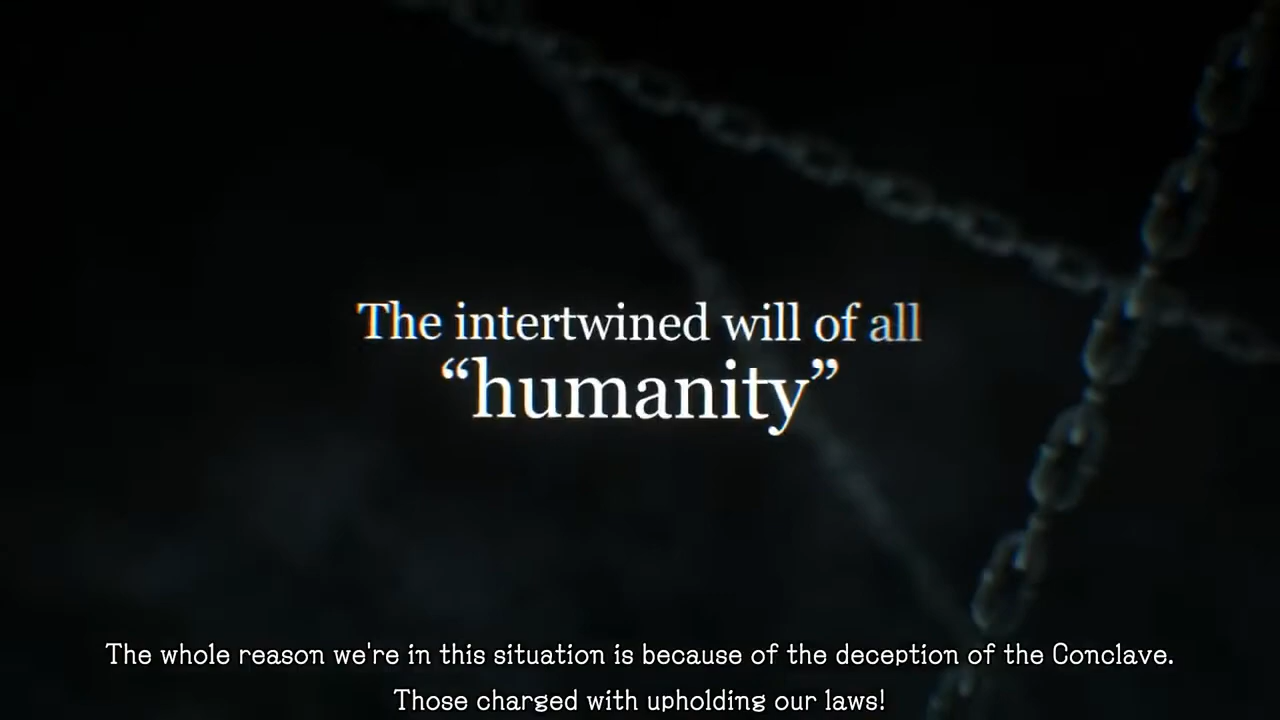 The intertwined will of all
“humanity”
The whole reason we're in this situation is because of the deception of the Conclave.
Those charged with upholding our laws!